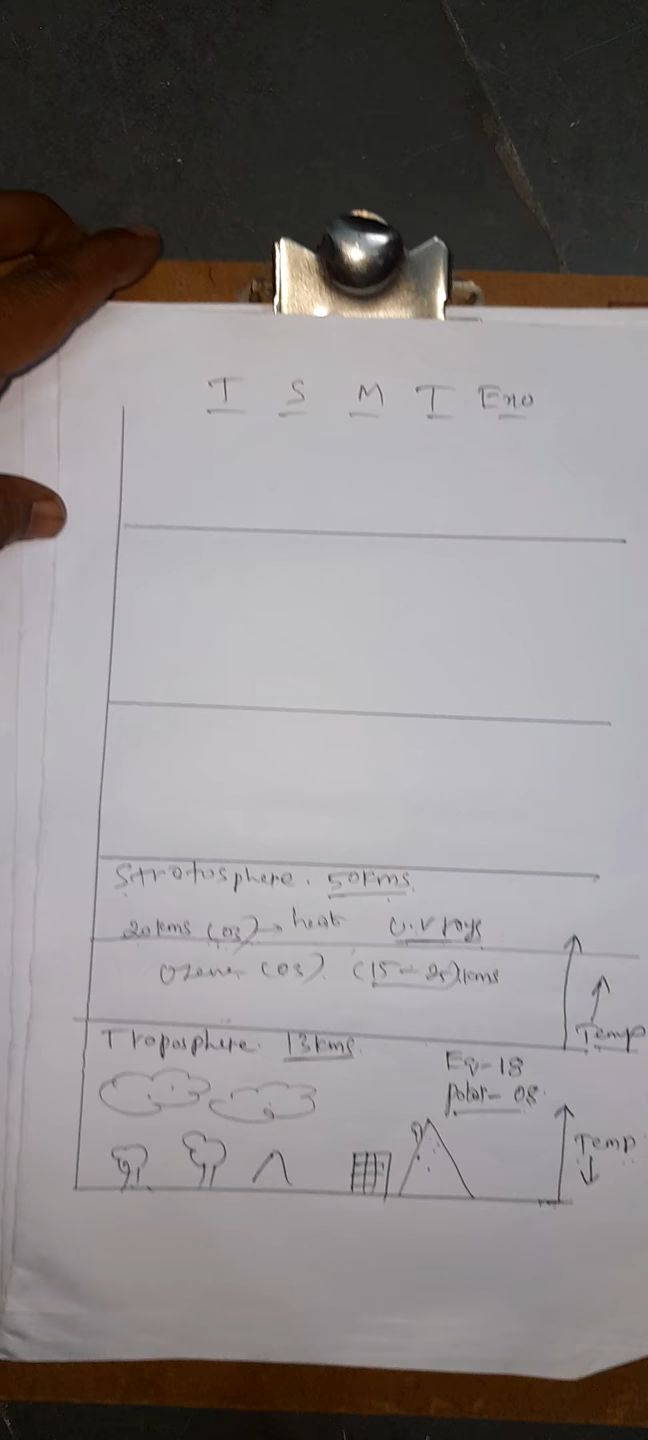 T S M T Exo
Stratosphere. 50kms.
20kms (O3) → heat U.V rays
Ozone (O3). (15-25)kms
↑ Temp
Troposphere. 13kms.
Eq-18
Polar- 08.
Temp ↓